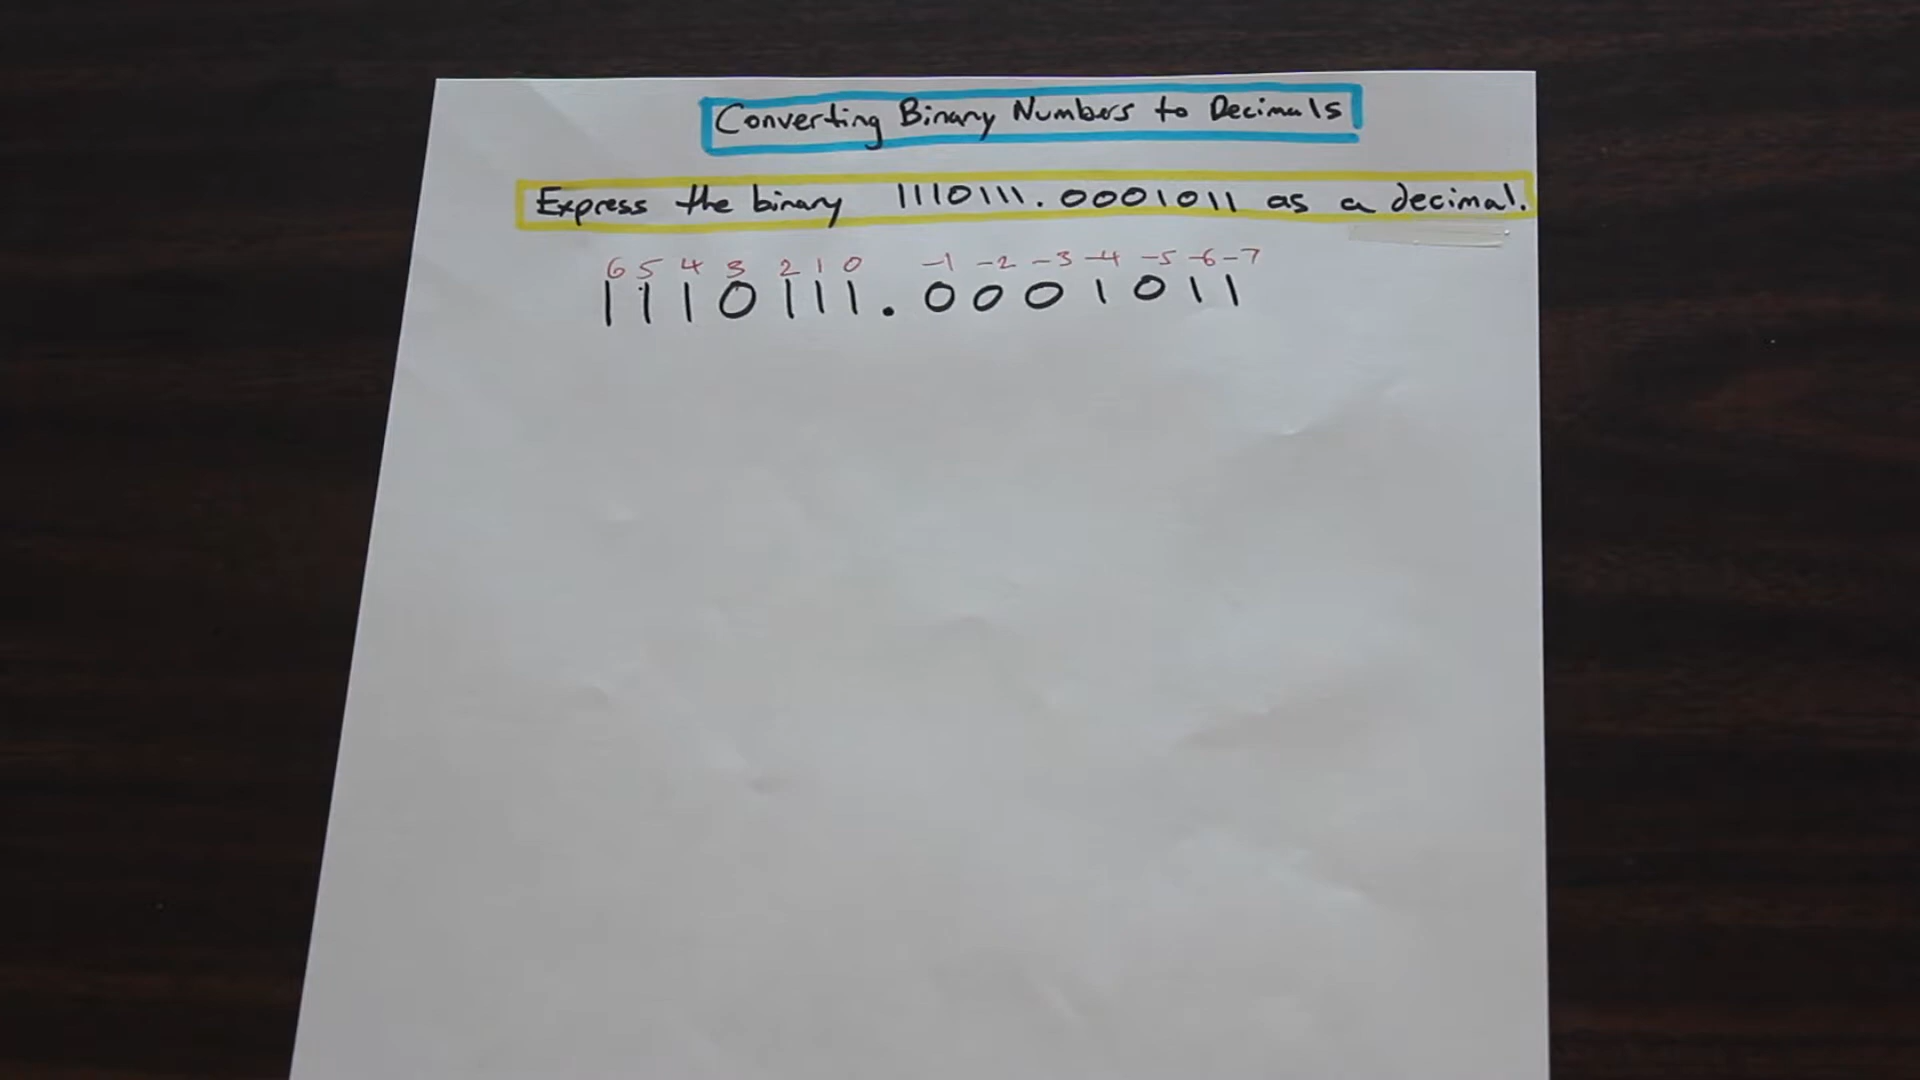 Converting Binary Numbers to Decimals
Express the binary 1110111.0001011 as a decimal.
6 5 4 3 2 1 0 -1 -2 -3 -4 -5 -6 -7
1110111.0001011